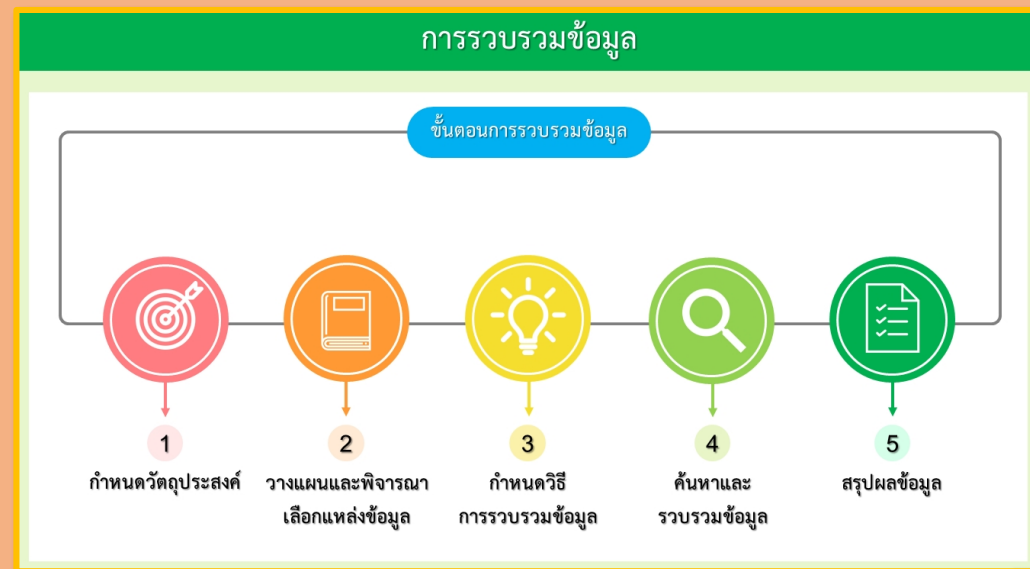 การรวบรวมข้อมูล
ขั้นตอนการรวบรวมข้อมูล
1
กำหนดวัตถุประสงค์
2
วางแผนและพิจารณา
เลือกแหล่งข้อมูล
3
กำหนดวิธี
การรวบรวมข้อมูล
4
ค้นหาและ
รวบรวมข้อมูล
5
สรุปผลข้อมูล